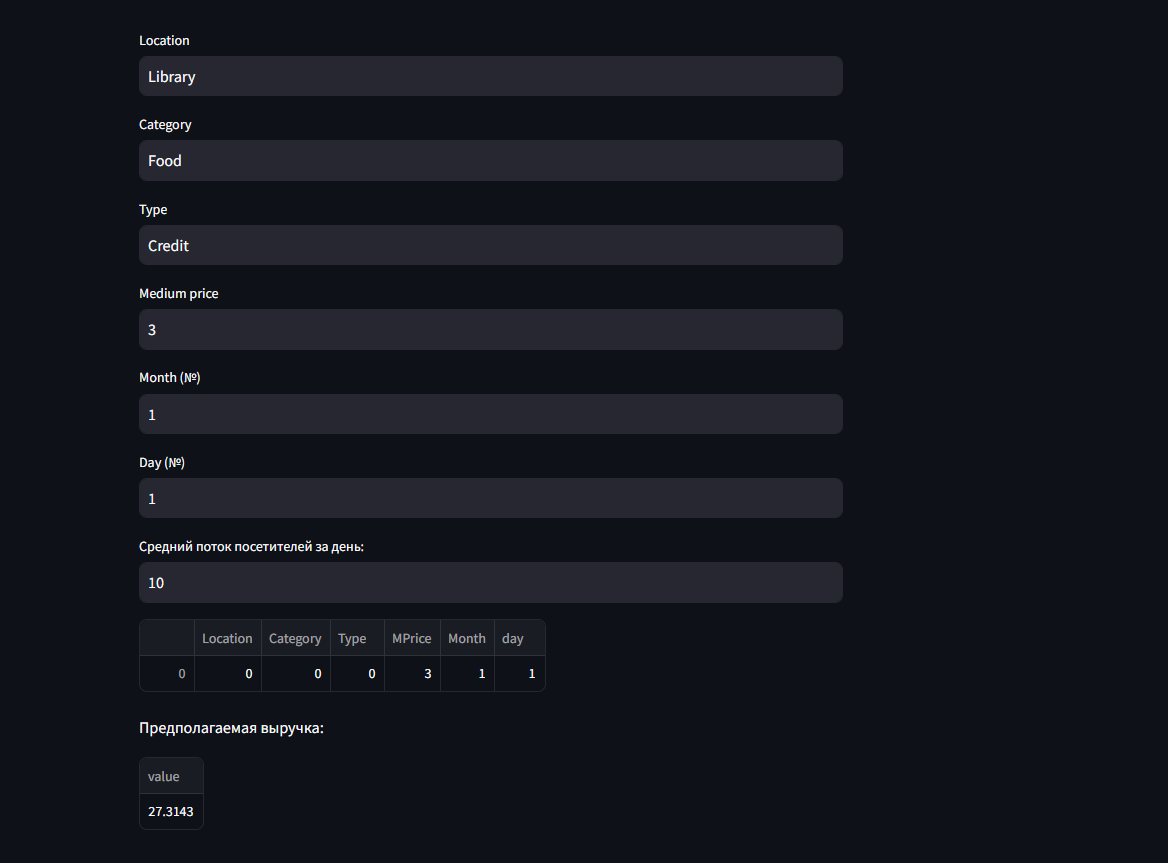 Location
Library
Category
Food
Type
Credit
Medium price
3
Month (№)
1
Day (№)
1
Средний поток посетителей за день:
10
Location Category Type MPrice Month day
0 0 0 0 3 1 1
Предполагаемая выручка:
value
27.3143